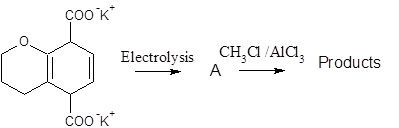 COO⁻K⁺
O
Electrolysis
A
CH₃Cl /AlCl₃
Products
COO⁻K⁺